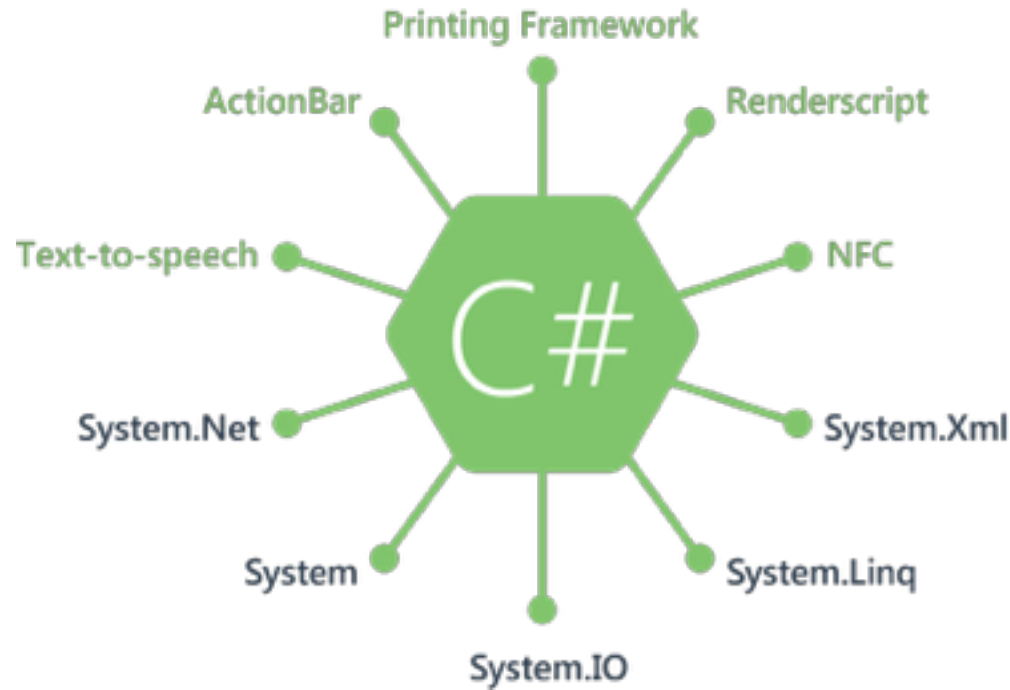 Printing Framework
ActionBar
Renderscript
Text-to-speech
NFC
C#
System.Net
System.Xml
System
System.Linq
System.IO